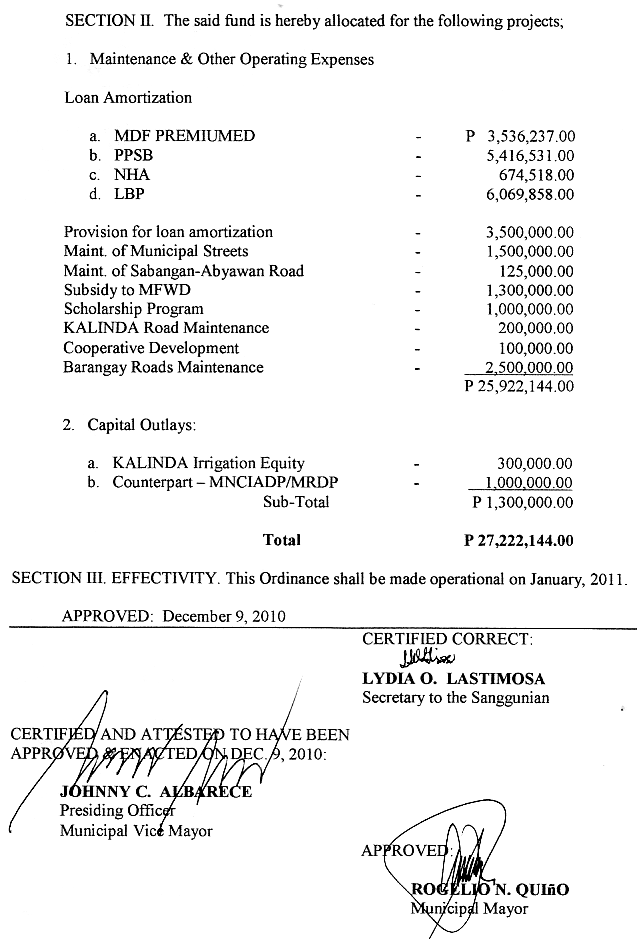 SECTION II. The said fund is hereby allocated for the following projects;
1. Maintenance & Other Operating Expenses
Loan Amortization
a. MDF PREMIUMED - P 3,536,237.00
b. PPSB - 5,416,531.00
c. NHA - 674,518.00
d. LBP - 6,069,858.00
Provision for loan amortization - 3,500,000.00
Maint. of Municipal Streets - 1,500,000.00
Maint. of Sabangan-Abyawan Road - 125,000.00
Subsidy to MFWD - 1,300,000.00
Scholarship Program - 1,000,000.00
KALINDA Road Maintenance - 200,000.00
Cooperative Development - 100,000.00
Barangay Roads Maintenance - 2,500,000.00
P 25,922,144.00
2. Capital Outlays:
a. KALINDA Irrigation Equity - 300,000.00
b. Counterpart – MNCIADP/MRDP - 1,000,000.00
Sub-Total P 1,300,000.00
Total P 27,222,144.00
SECTION III. EFFECTIVITY. This Ordinance shall be made operational on January, 2011.
APPROVED: December 9, 2010
CERTIFIED CORRECT:
LYDIA O. LASTIMOSA
Secretary to the Sanggunian
CERTIFIED AND ATTESTED TO HAVE BEEN
APPROVED & ENACTED ON DEC. 9, 2010:
JOHNNY C. ALBARECE
Presiding Officer
Municipal Vice Mayor
APPROVED:
ROGELIO N. QUIñO
Municipal Mayor